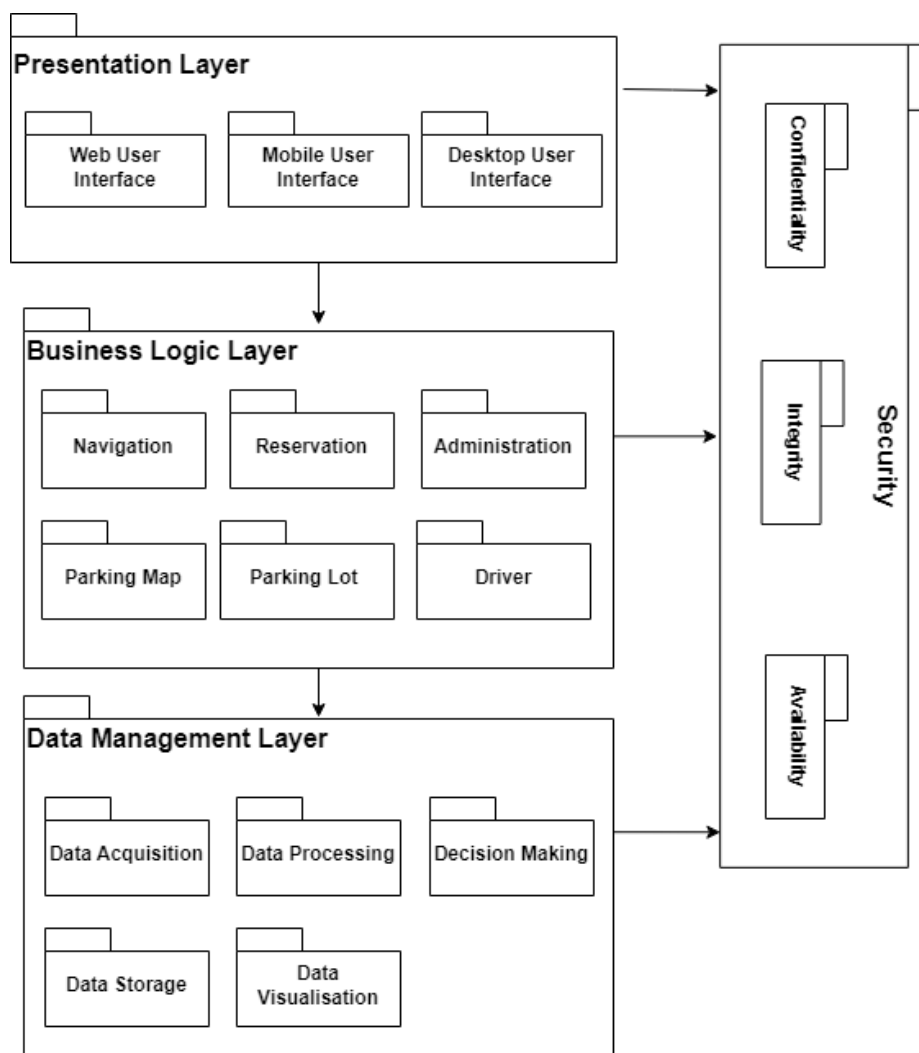 Presentation Layer
Web User
Interface
Mobile User
Interface
Desktop User
Interface
Business Logic Layer
Navigation
Reservation
Administration
Parking Map
Parking Lot
Driver
Data Management Layer
Data Acquisition
Data Processing
Decision Making
Data Storage
Data
Visualisation
Security
Confidentiality
Integrity
Availability